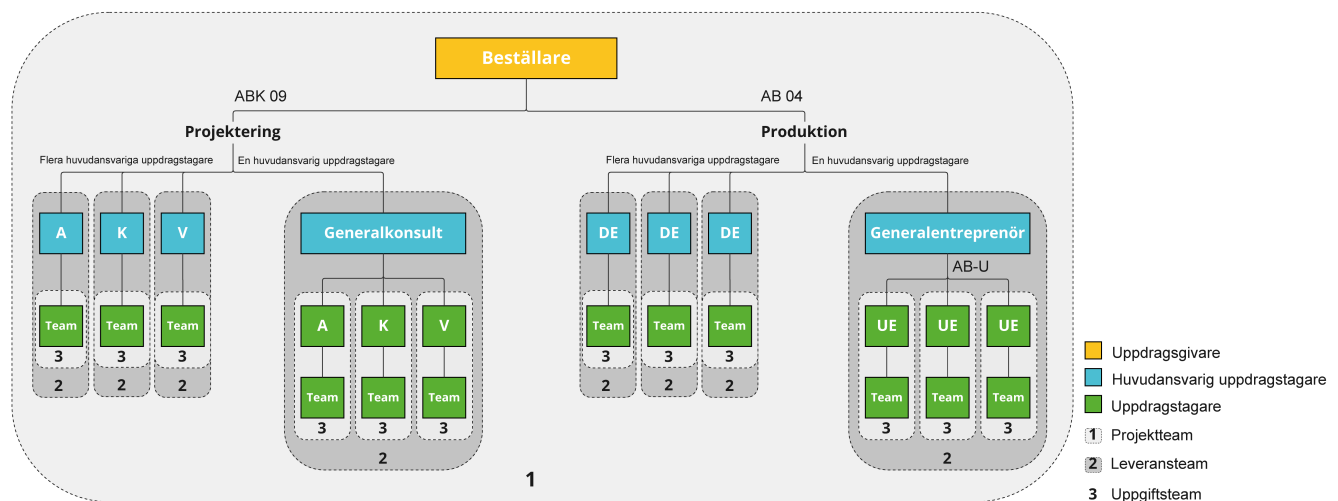 Beställare
ABK 09
AB 04
Projektering
Produktion
Flera huvudansvariga uppdragstagare
En huvudansvarig uppdragstagare
Flera huvudansvariga uppdragstagare
En huvudansvarig uppdragstagare
A
K
V
Generalkonsult
DE
DE
DE
Generalentreprenör
AB-U
Team
Team
Team
A
K
V
Team
Team
Team
UE
UE
UE
3
3
3
3
3
3
2
2
2
2
2
2
Team
Team
Team
Team
Team
Team
3
3
3
3
3
3
2
2
1
Uppdragsgivare
Huvudansvarig uppdragstagare
Uppdragstagare
1 Projektteam
2 Leveransteam
3 Uppgiftsteam